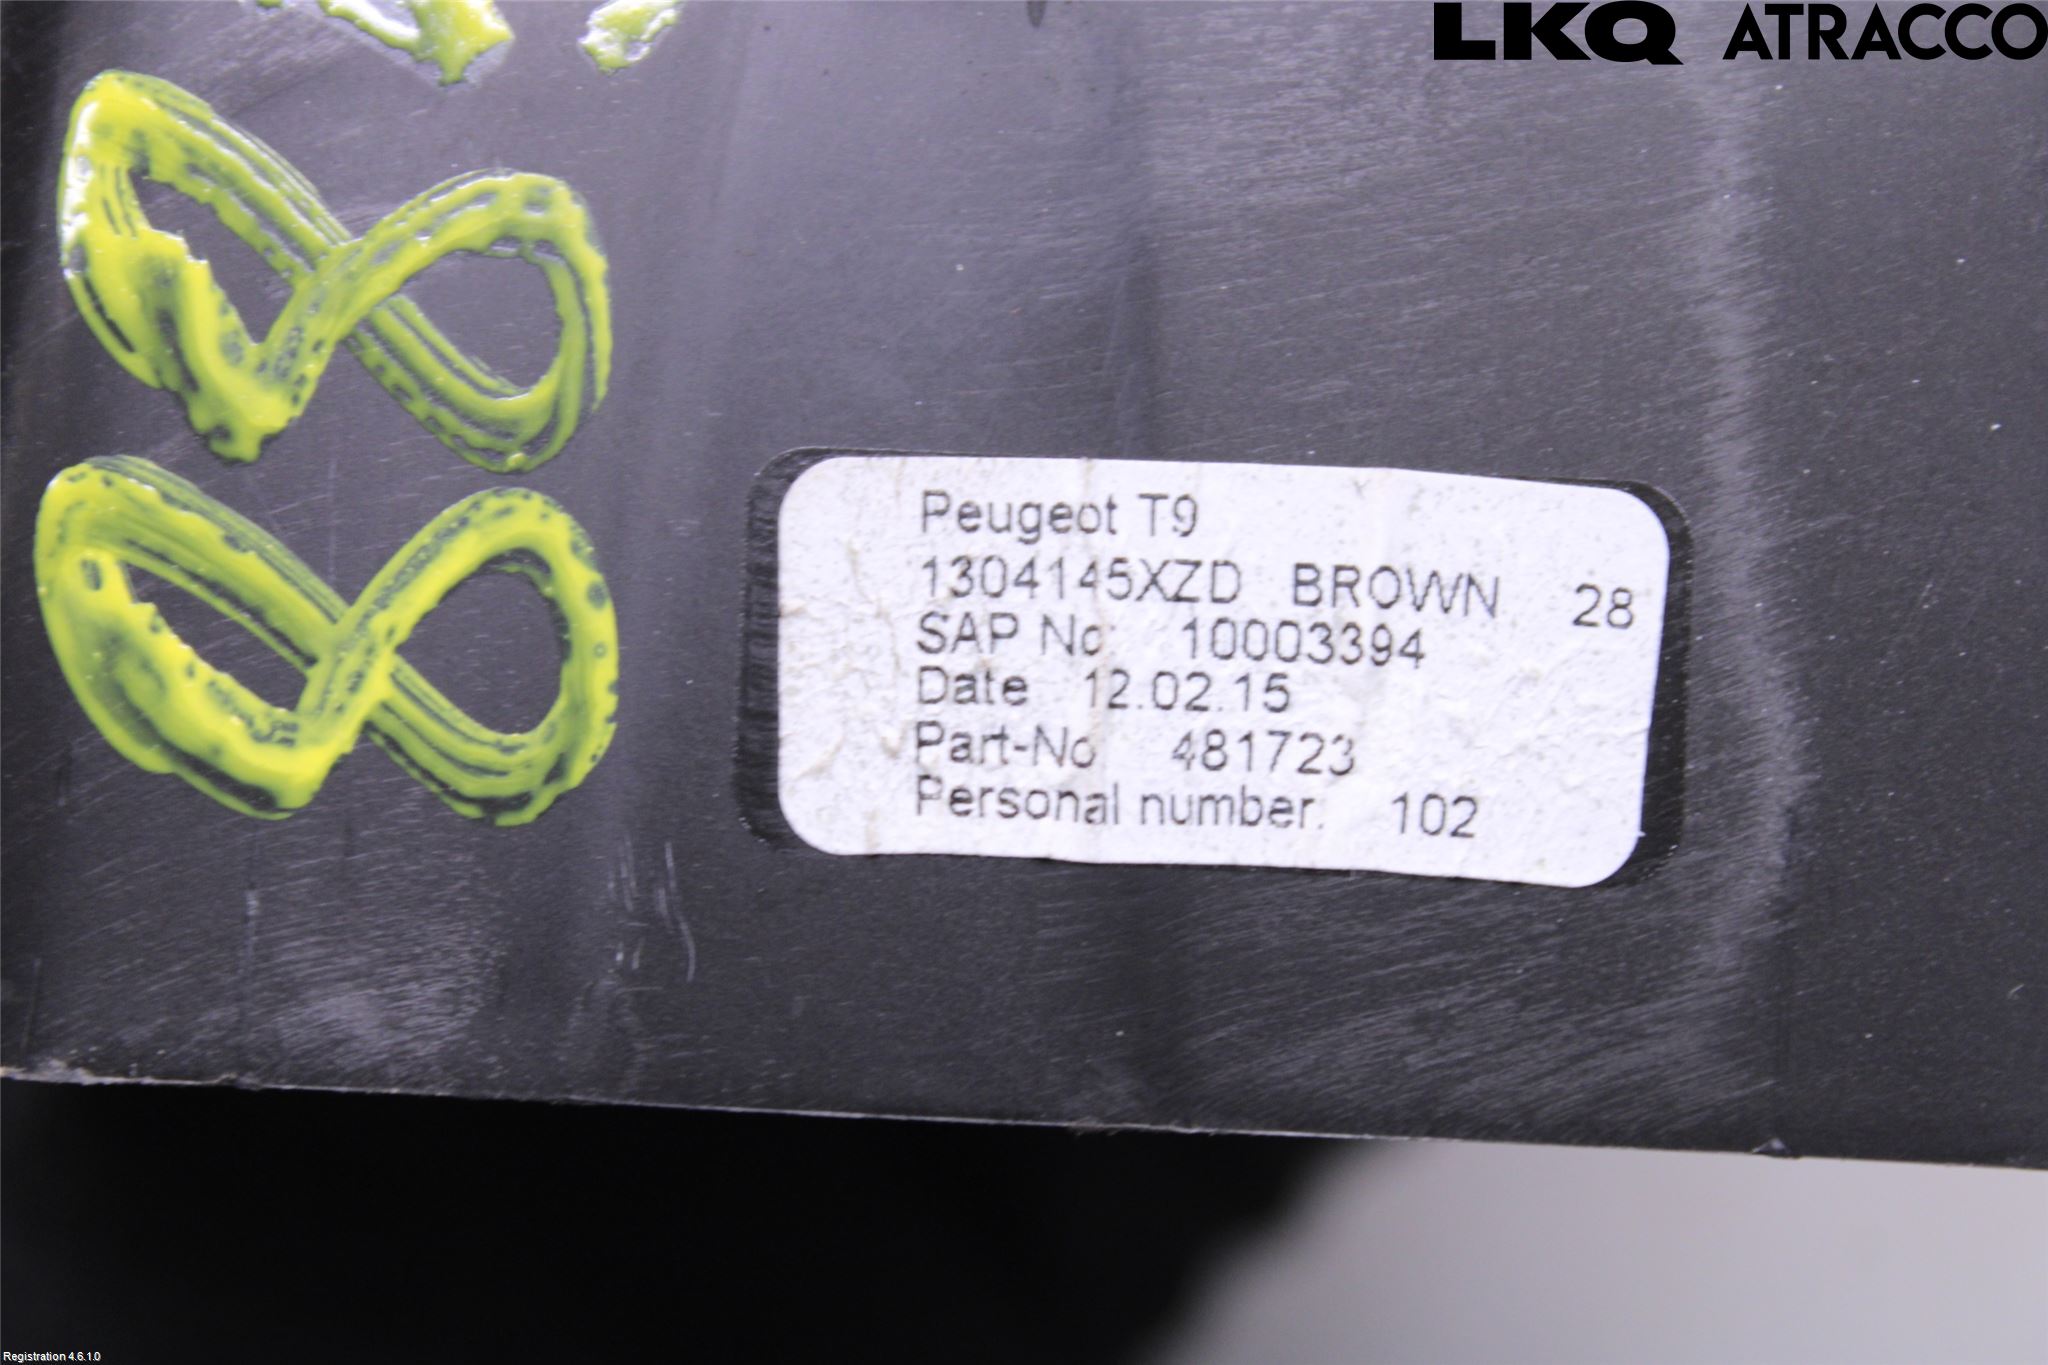 LKQ ATRACCO
88
Peugeot T9
1304145XZD BROWN 28
SAP No: 10003394
Date 12.02.15
Part-No 481723
Personal number: 102
Registration 4.6.1.0